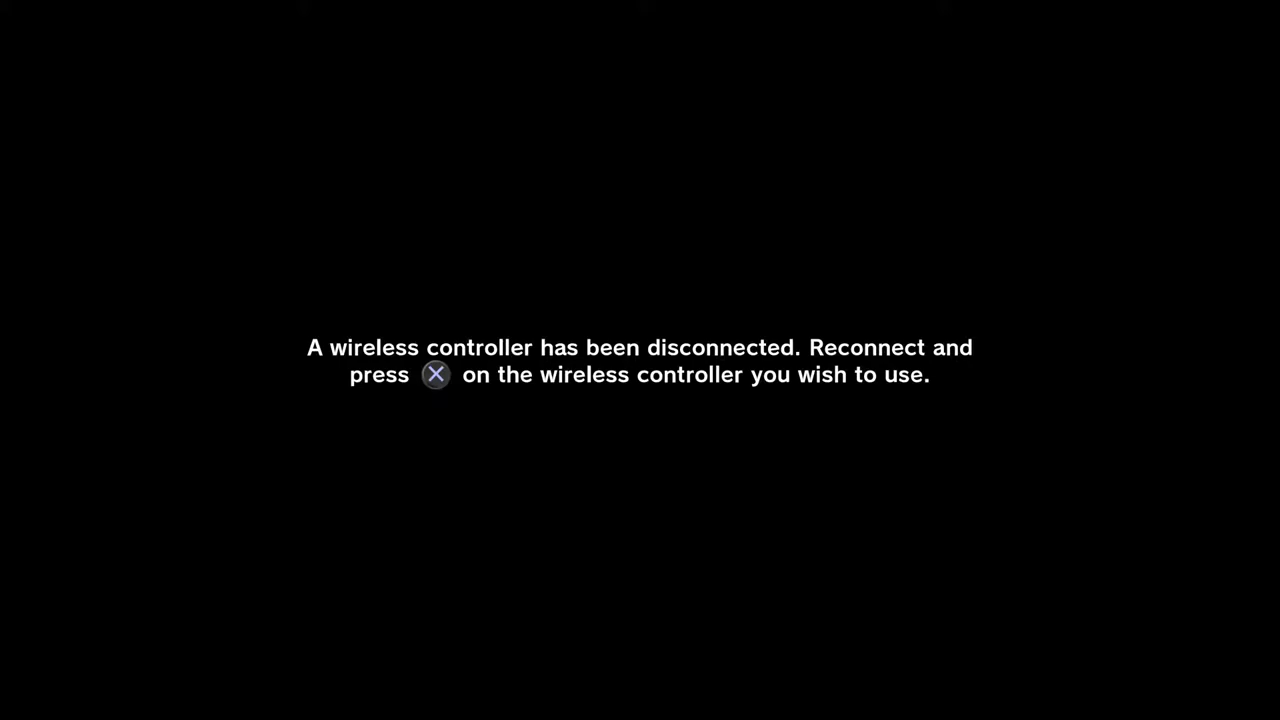 A wireless controller has been disconnected. Reconnect and
press Ⓧ on the wireless controller you wish to use.